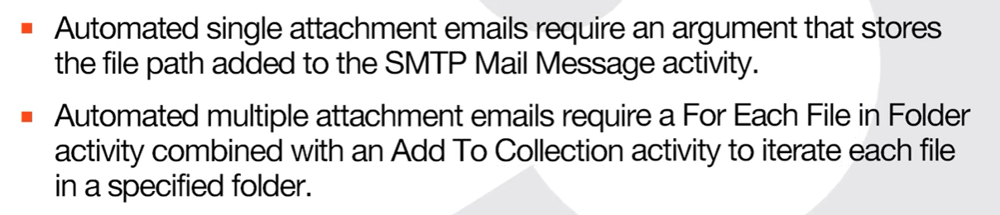 Automated single attachment emails require an argument that stores
the file path added to the SMTP Mail Message activity.
Automated multiple attachment emails require a For Each File in Folder
activity combined with an Add To Collection activity to iterate each file
in a specified folder.